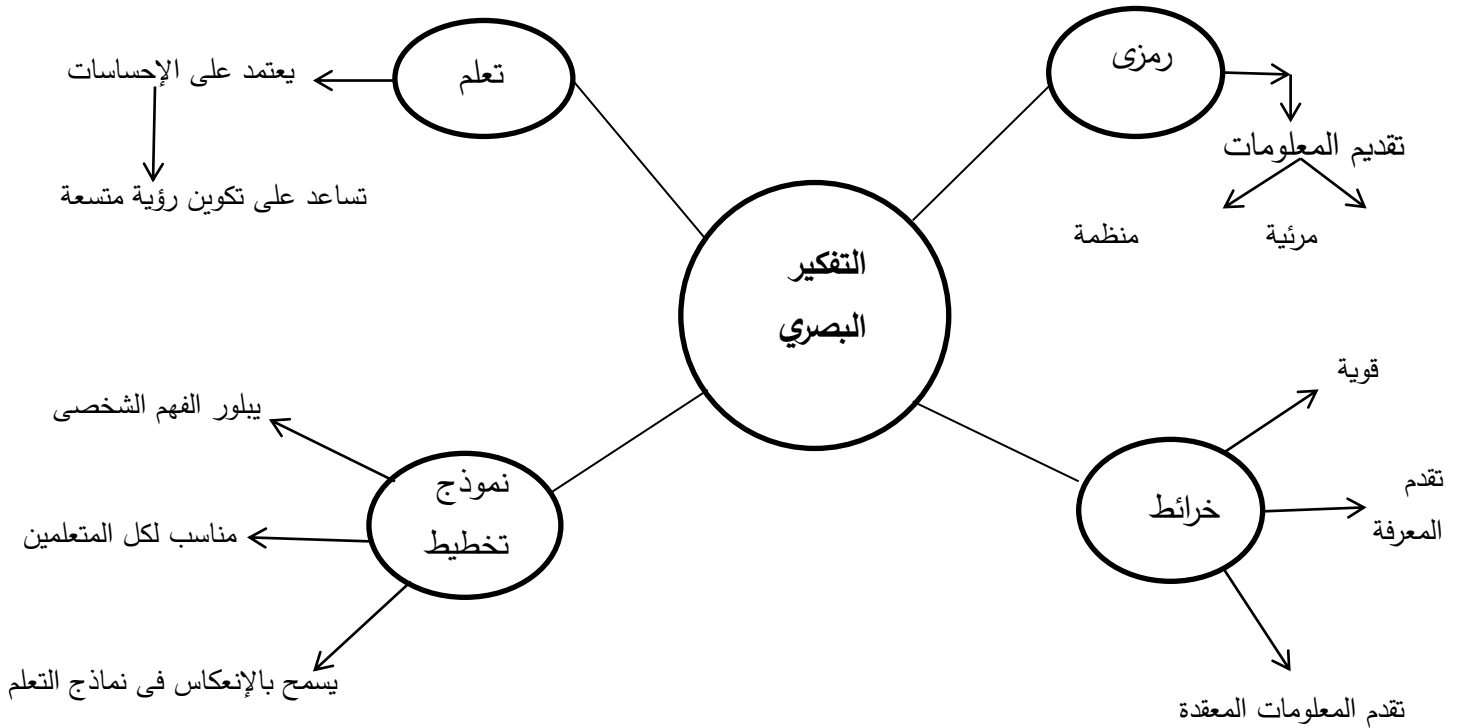 رمزى
تقديم المعلومات
مرئية
منظمة
تعلم
يعتمد على الإحساسات
تساعد على تكوين رؤية متسعة
التفكير
البصري
خرائط
قوية
تقدم
المعرفة
تقدم المعلومات المعقدة
نموذج
تخطيط
يبلور الفهم الشخصى
مناسب لكل المتعلمين
يسمح بالإنعكاس فى نماذج التعلم